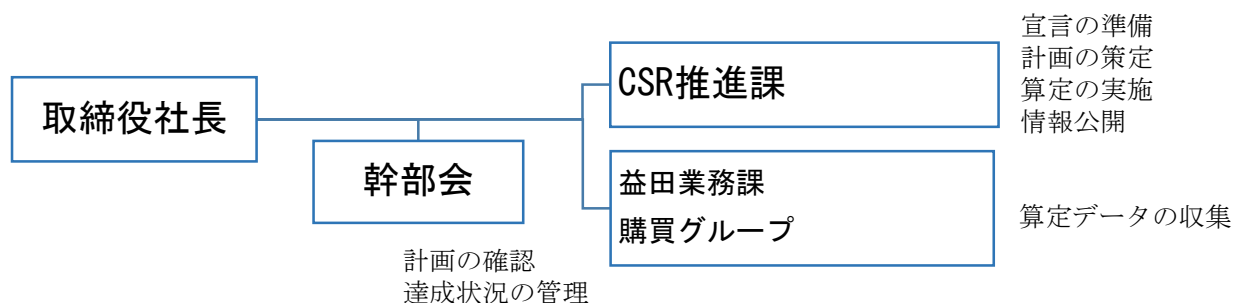 取締役社長
幹部会
計画の確認
達成状況の管理
CSR推進課
宣言の準備
計画の策定
算定の実施
情報公開
益田業務課
購買グループ
算定データの収集